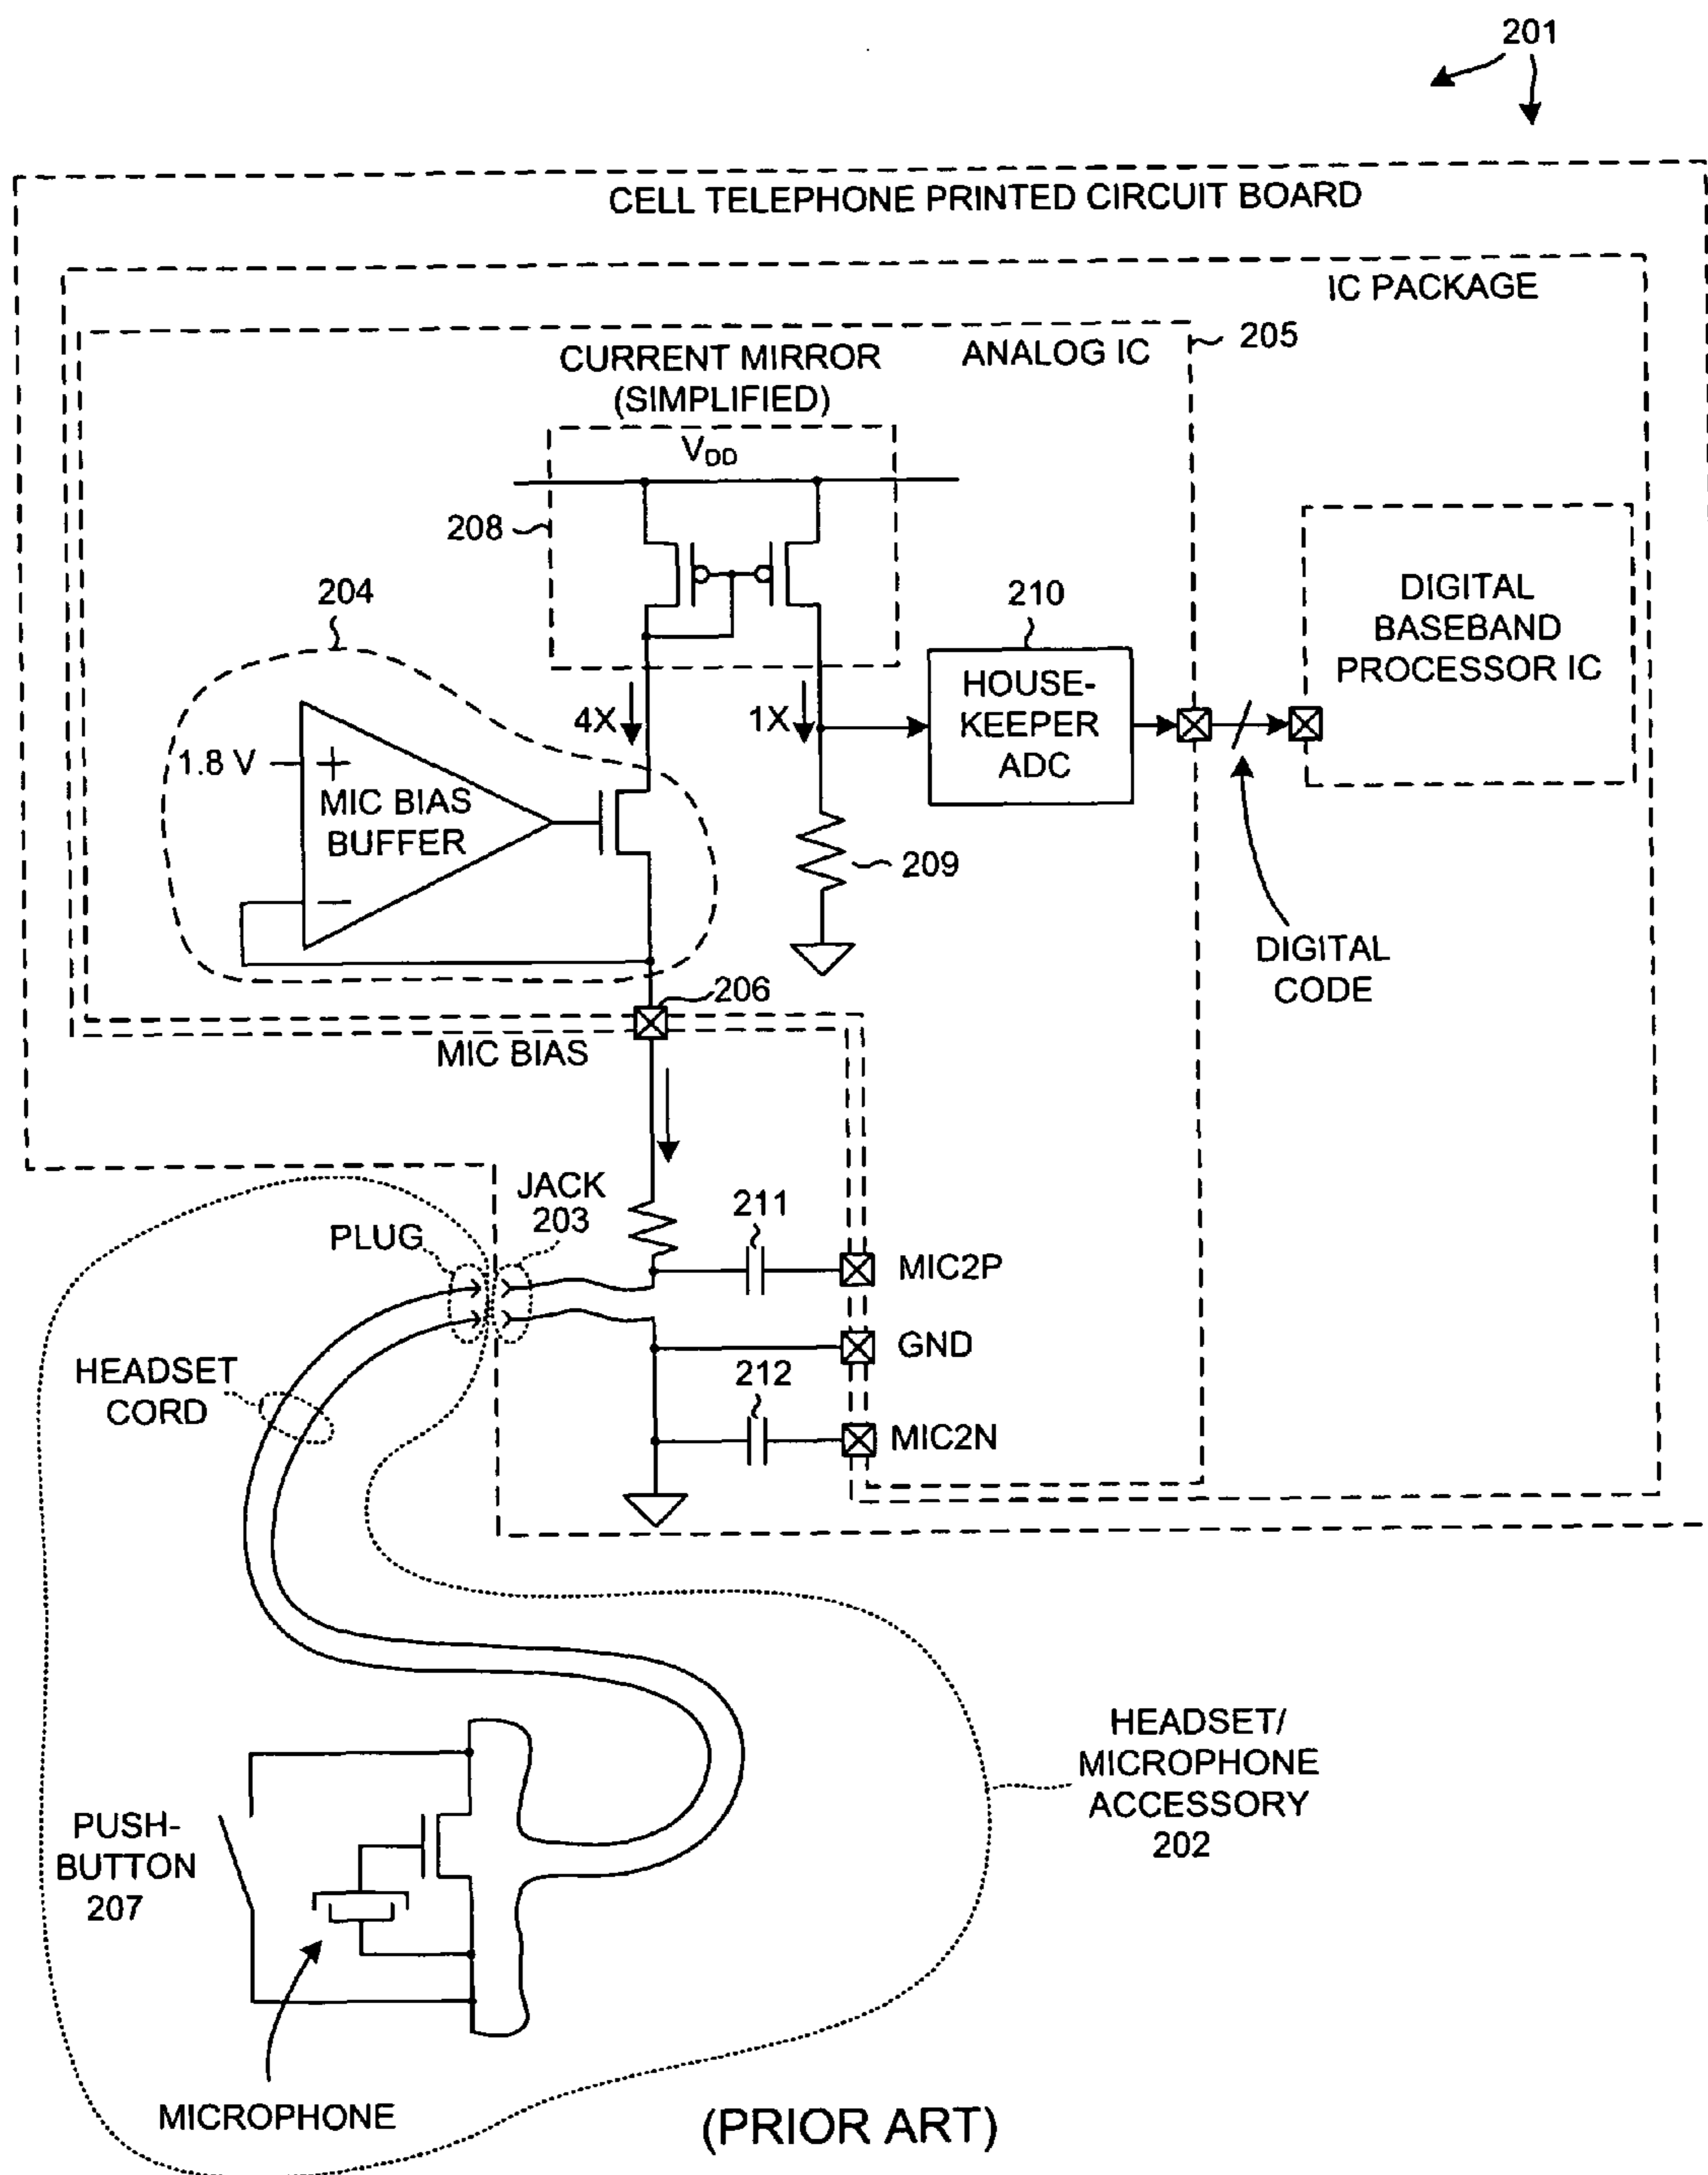 201
CELL TELEPHONE PRINTED CIRCUIT BOARD
IC PACKAGE
205
ANALOG IC
CURRENT MIRROR
(SIMPLIFIED)
VDD
208
204
210
4X
1X
1.8 V
+
MIC BIAS
BUFFER
−
HOUSE-
KEEPER
ADC
DIGITAL
BASEBAND
PROCESSOR IC
209
DIGITAL
CODE
206
MIC BIAS
JACK
203
211
PLUG
MIC2P
GND
212
MIC2N
HEADSET
CORD
HEADSET/
MICROPHONE
ACCESSORY
202
PUSH-
BUTTON
207
MICROPHONE
(PRIOR ART)